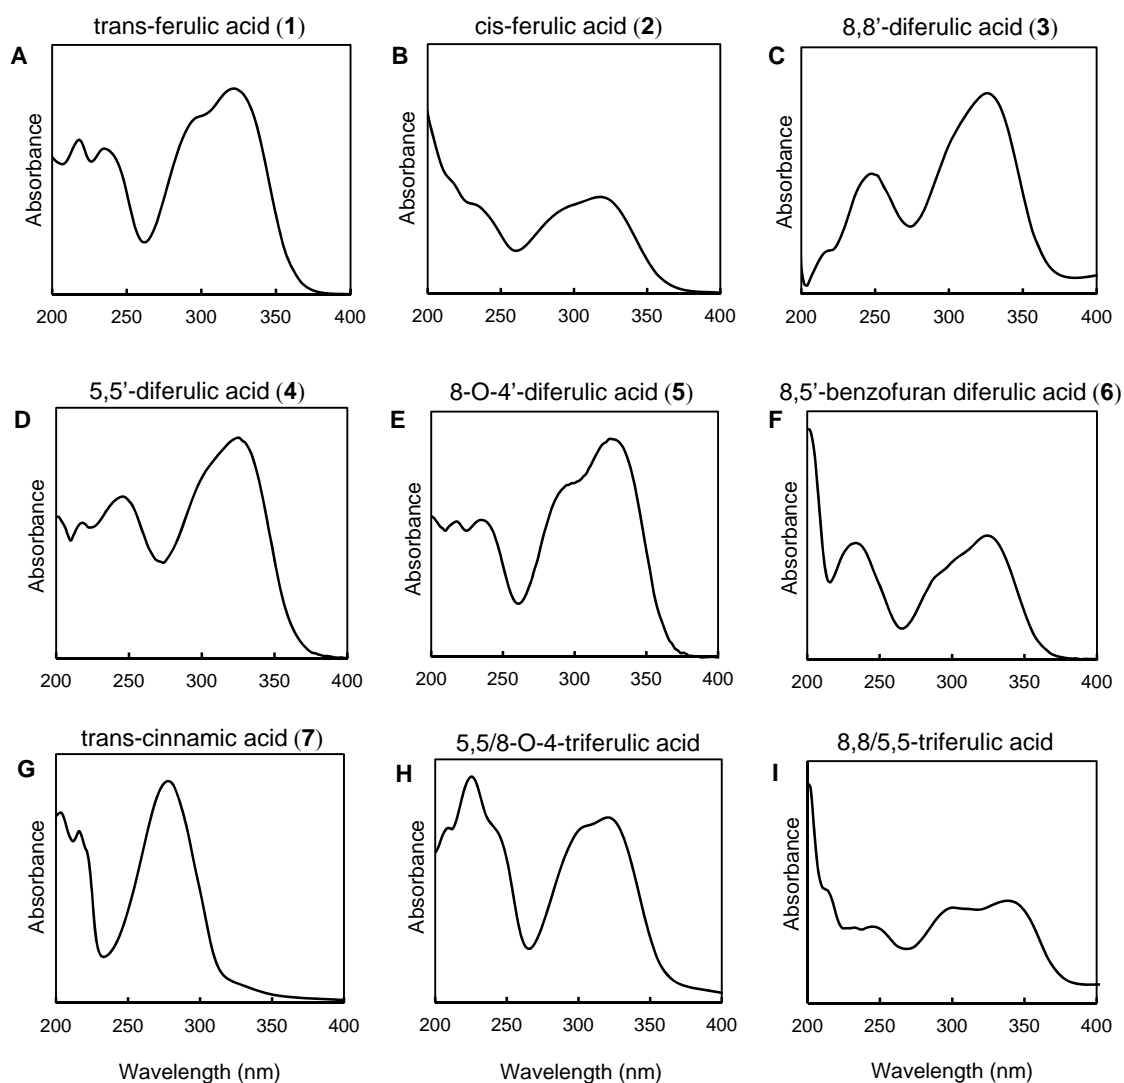 trans-ferulic acid (1)
cis-ferulic acid (2)
8,8’-diferulic acid (3)
A
B
C
Absorbance
Absorbance
Absorbance
200 250 300 350 400
200 250 300 350 400
200 250 300 350 400
5,5’-diferulic acid (4)
8-O-4’-diferulic acid (5)
8,5’-benzofuran diferulic acid (6)
D
E
F
Absorbance
Absorbance
Absorbance
200 250 300 350 400
200 250 300 350 400
200 250 300 350 400
trans-cinnamic acid (7)
5,5/8-O-4-triferulic acid
8,8/5,5-triferulic acid
G
H
I
Absorbance
Absorbance
Absorbance
200 250 300 350 400
200 250 300 350 400
200 250 300 350 400
Wavelength (nm)
Wavelength (nm)
Wavelength (nm)